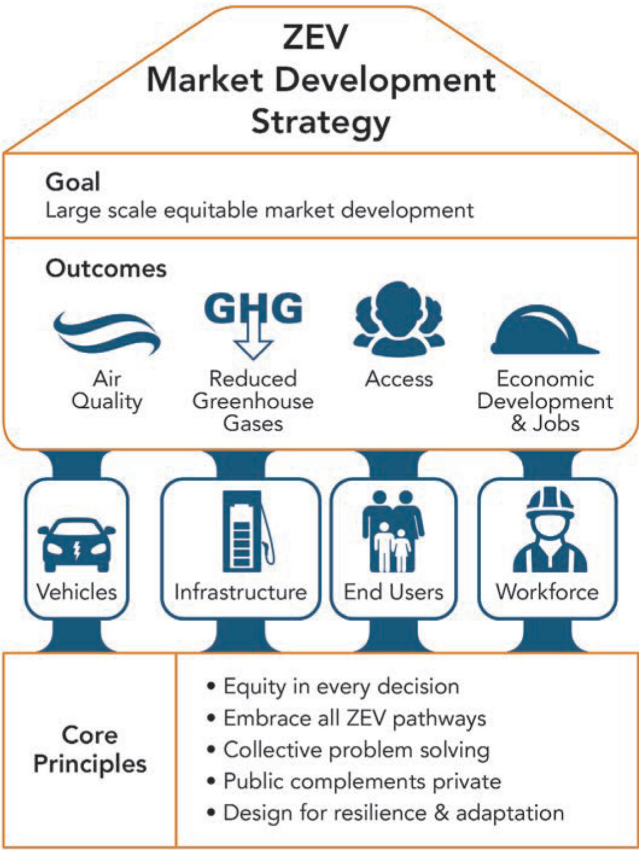 ZEV
Market Development
Strategy
Goal
Large scale equitable market development
Outcomes
Air
Quality
GHG
Reduced
Greenhouse
Gases
Access
Economic
Development
& Jobs
Vehicles
Infrastructure
End Users
Workforce
Core
Principles
• Equity in every decision
• Embrace all ZEV pathways
• Collective problem solving
• Public complements private
• Design for resilience & adaptation